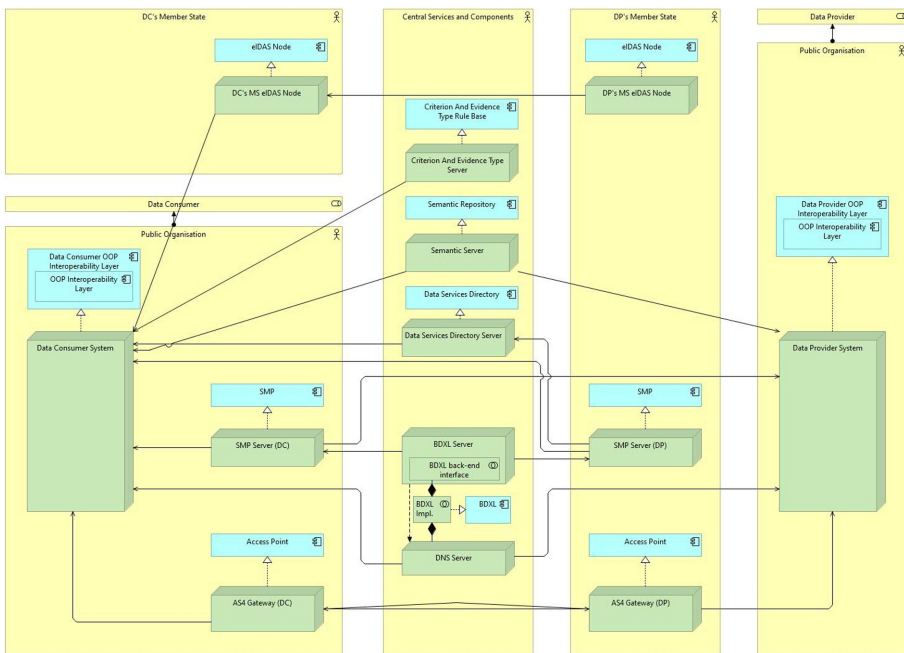 DC's Member State
Central Services and Components
DP's Member State
Data Provider
Public Organisation
eIDAS Node
DC's MS eIDAS Node
eIDAS Node
DP's MS eIDAS Node
Criterion And Evidence
Type Rule Base
Criterion And Evidence Type
Server
Semantic Repository
Semantic Server
Data Consumer
Public Organisation
Data Consumer OOP
Interoperability Layer
OOP Interoperability
Layer
Data Provider OOP
Interoperability Layer
OOP Interoperability
Layer
Data Services Directory
Data Services Directory Server
Data Consumer System
Data Provider System
SMP
SMP Server (DC)
BDXL Server
BDXL back-end
interface
SMP
SMP Server (DP)
BDXL
Impl.
BDXL
DNS Server
Access Point
AS4 Gateway (DC)
Access Point
AS4 Gateway (DP)